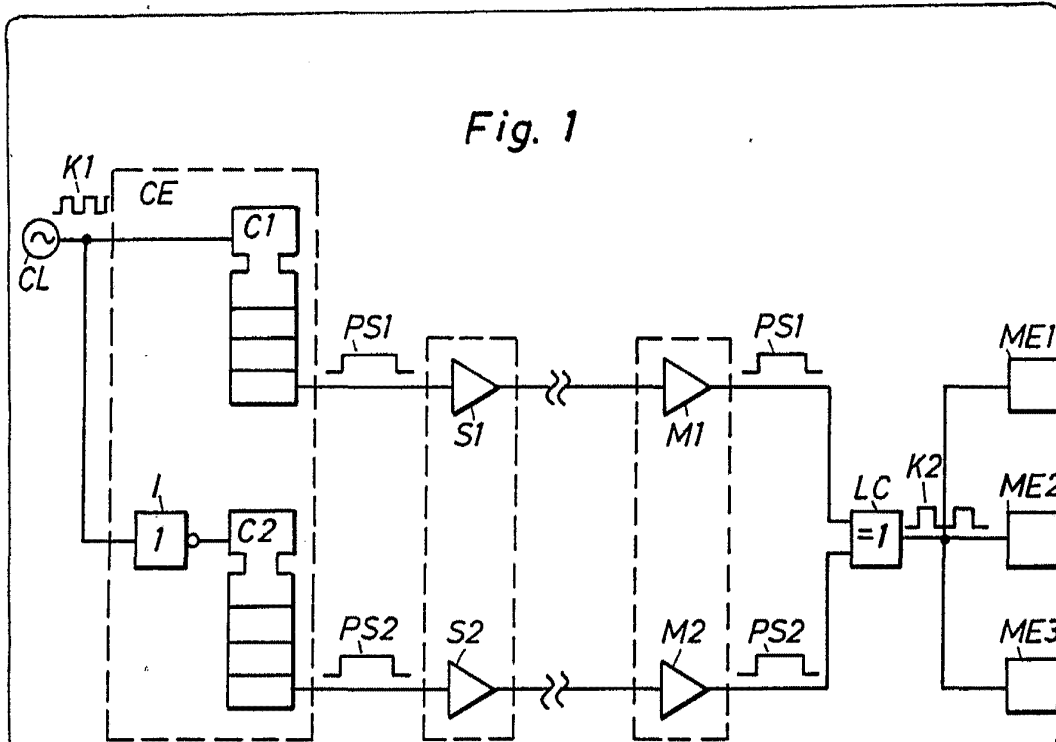 Fig. 1
K1
CE
C1
CL
PS1
PS1
ME1
S1
M1
I
1
C2
LC
=1
K2
ME2
PS2
S2
M2
PS2
ME3